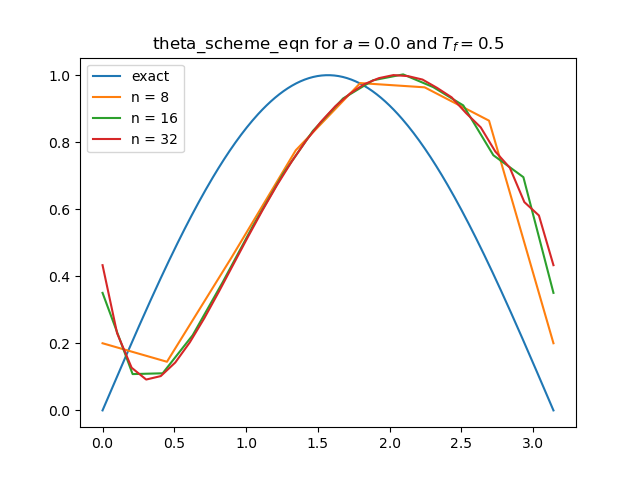 theta_scheme_eqn for a = 0.0 and T_f = 0.5
exact
n = 8
n = 16
n = 32
1.0
0.8
0.6
0.4
0.2
0.0
0.0 0.5 1.0 1.5 2.0 2.5 3.0